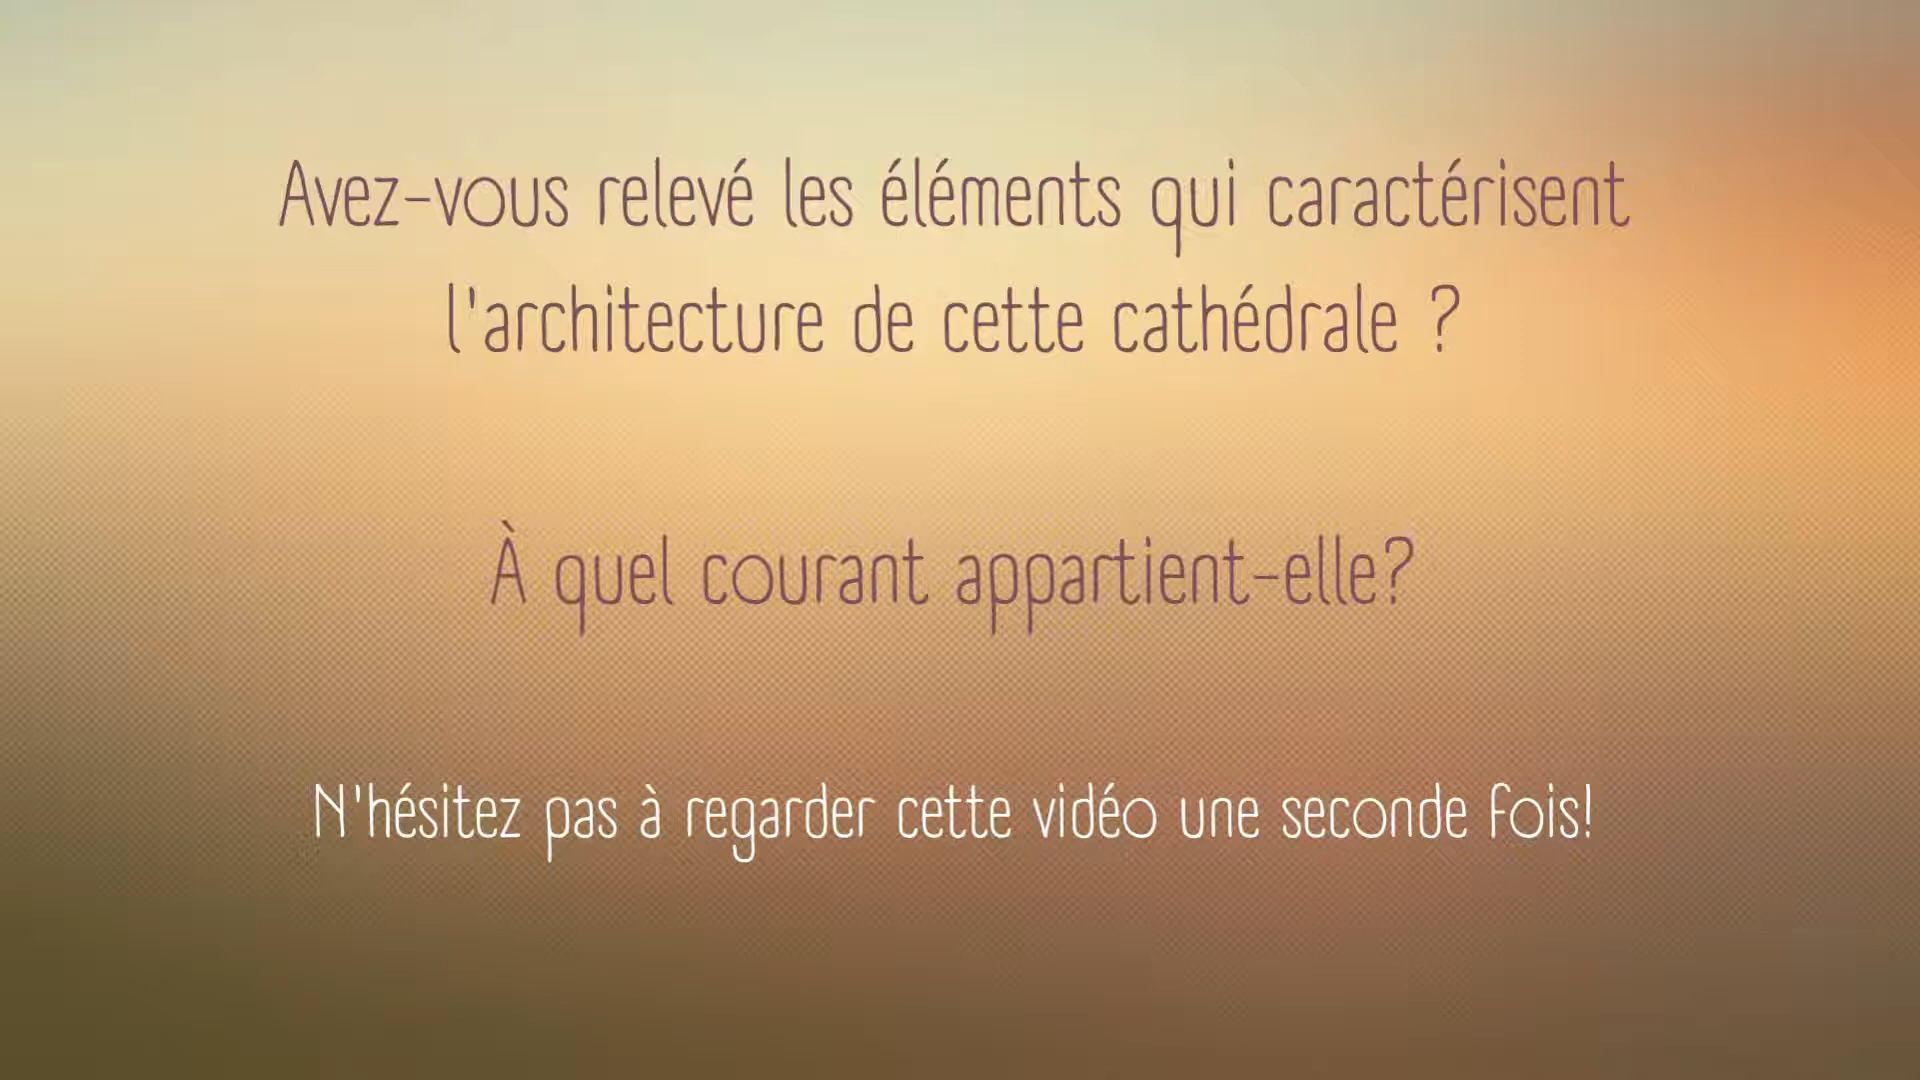 Avez-vous relevé les éléments qui caractérisent
l'architecture de cette cathédrale ?
À quel courant appartient-elle?
N'hésitez pas à regarder cette vidéo une seconde fois!